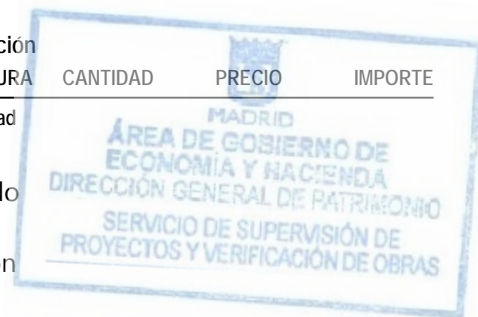 ción
URA CANTIDAD PRECIO IMPORTE
ad
lo
ón
MADRID
ÁREA DE GOBIERNO DE
ECONOMÍA Y HACIENDA
DIRECCIÓN GENERAL DE PATRIMONIO
SERVICIO DE SUPERVISIÓN DE
PROYECTOS Y VERIFICACIÓN DE OBRAS